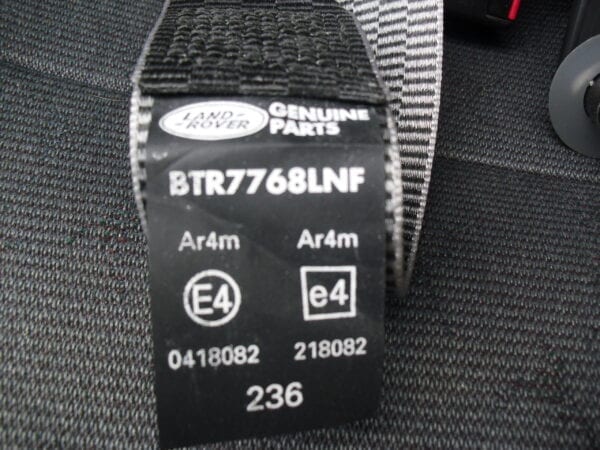 LAND-
-ROVER
GENUINE
PARTS
BTR7768LNF
Ar4m Ar4m
E4 e4
0418082 218082
236